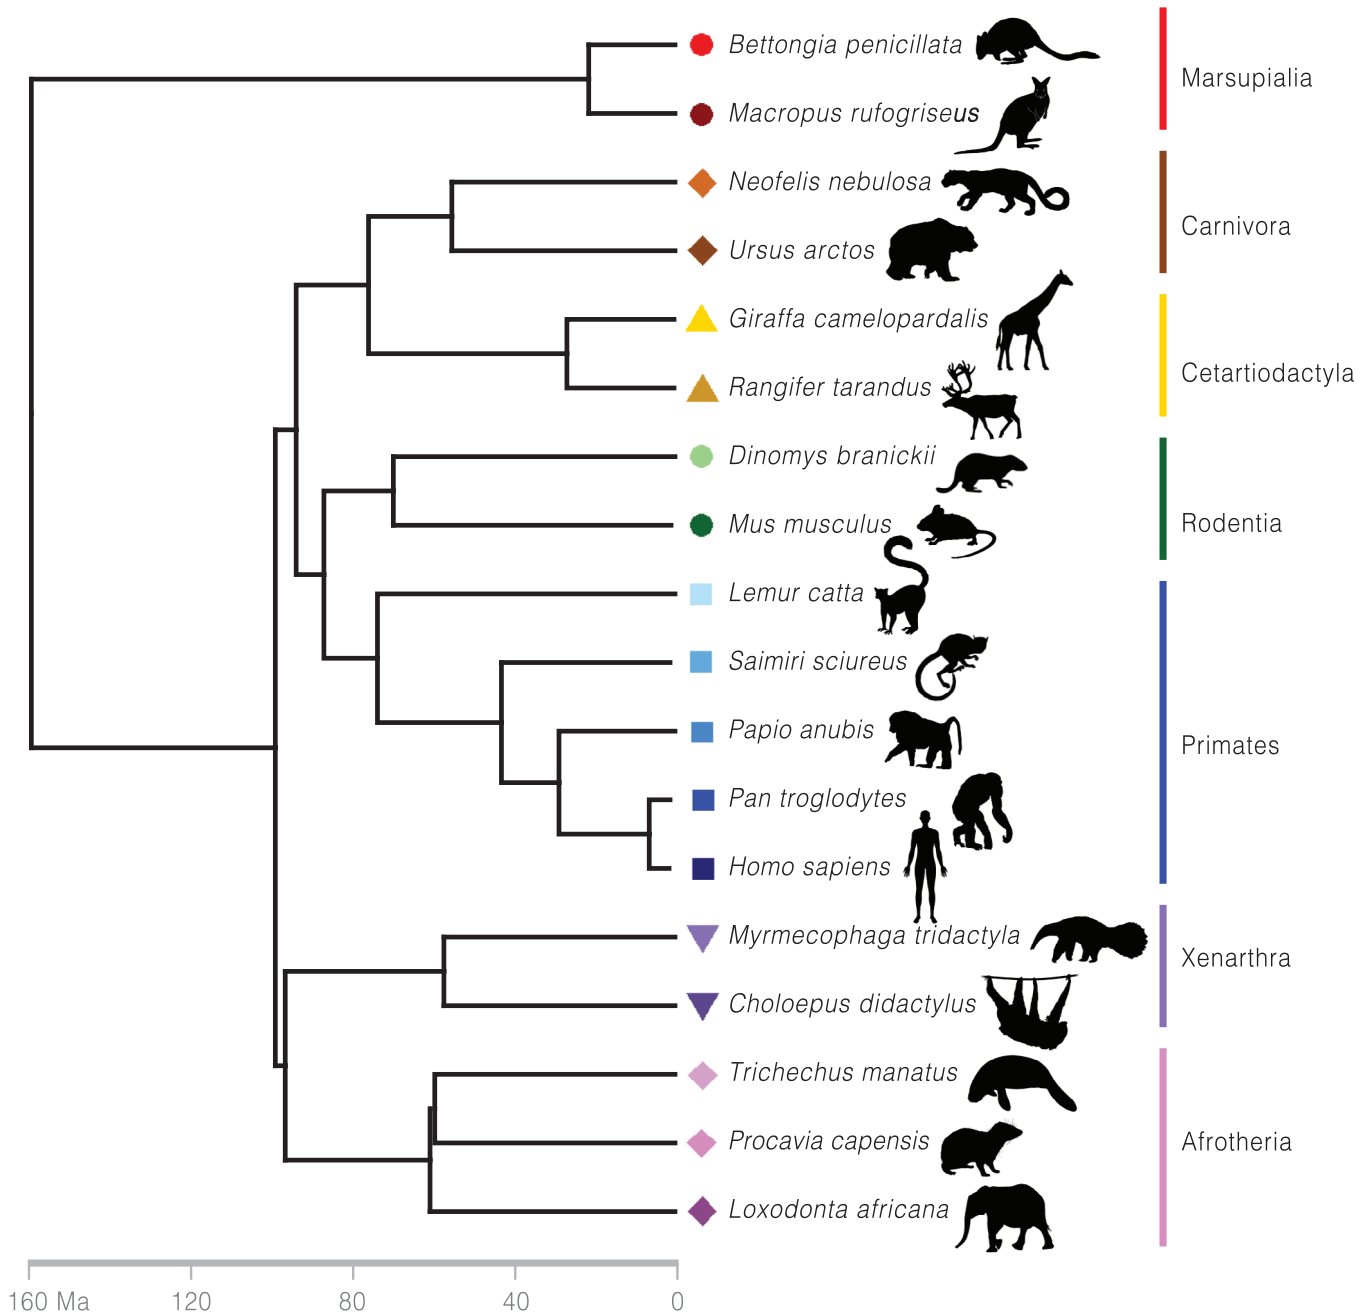 Bettongia penicillata
Macropus rufogriseus
Marsupialia
Neofelis nebulosa
Ursus arctos
Carnivora
Giraffa camelopardalis
Rangifer tarandus
Cetartiodactyla
Dinomys branickii
Mus musculus
Rodentia
Lemur catta
Saimiri sciureus
Papio anubis
Pan troglodytes
Homo sapiens
Primates
Myrmecophaga tridactyla
Choloepus didactylus
Xenarthra
Trichechus manatus
Procavia capensis
Loxodonta africana
Afrotheria
160 Ma 120 80 40 0